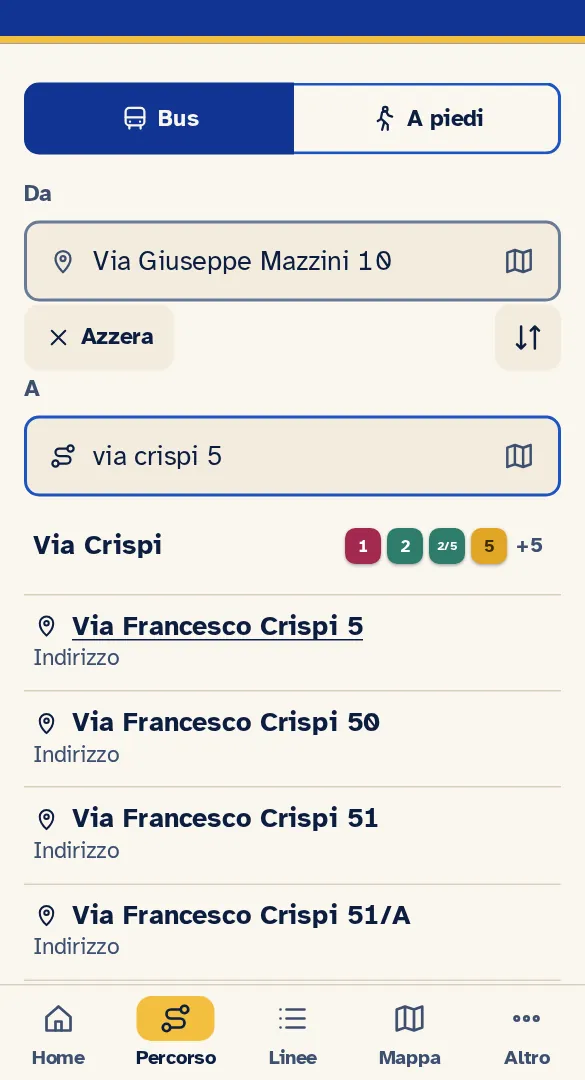 Bus
A piedi
Da
Via Giuseppe Mazzini 10
Azzera
A
via crispi 5
Via Crispi 1 2 2/5 5 +5
Via Francesco Crispi 5
Indirizzo
Via Francesco Crispi 50
Indirizzo
Via Francesco Crispi 51
Indirizzo
Via Francesco Crispi 51/A
Indirizzo
Home Percorso Linee Mappa Altro